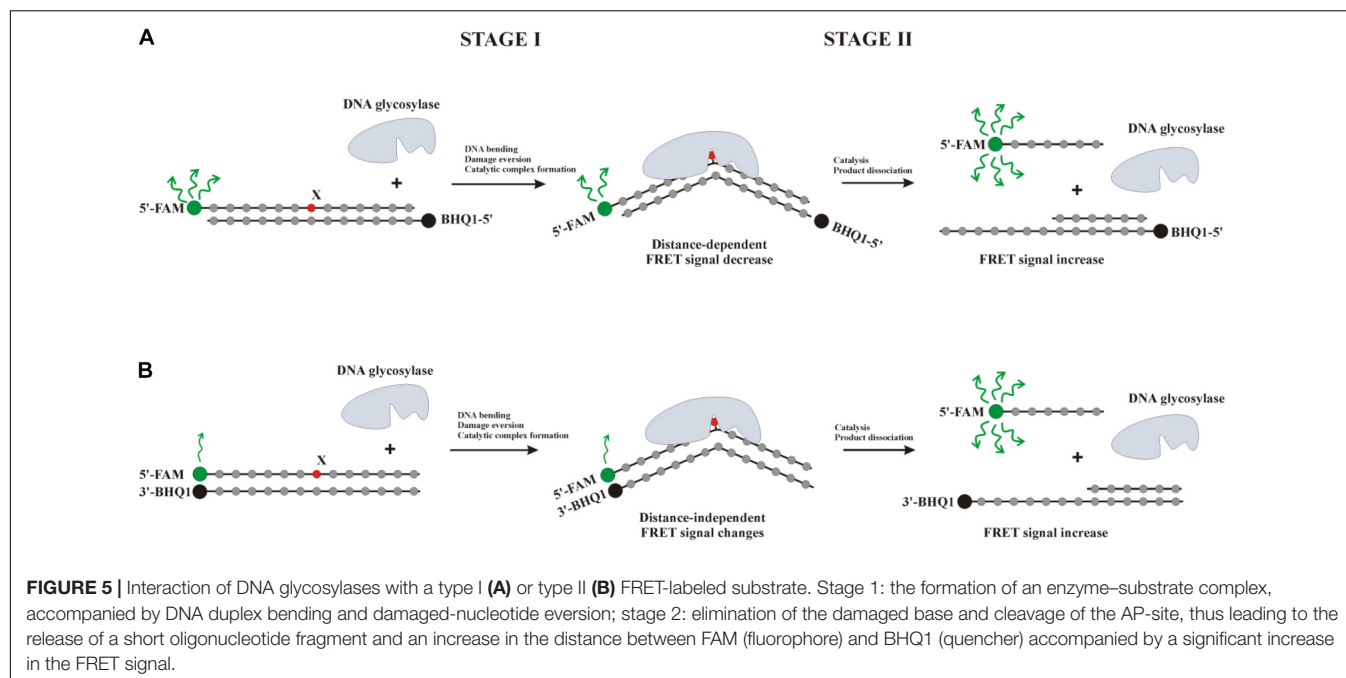 A
STAGE I
STAGE II
DNA glycosylase
+
X
5'-FAM
BHQ1-5'
DNA bending
Damage eversion
Catalytic complex formation
5'-FAM
BHQ1-5'
Distance-dependent
FRET signal decrease
Catalysis
Product dissociation
5'-FAM
DNA glycosylase
+
BHQ1-5'
FRET signal increase
B
DNA glycosylase
+
X
5'-FAM
3'-BHQ1
DNA bending
Damage eversion
Catalytic complex formation
5'-FAM
3'-BHQ1
Distance-independent
FRET signal changes
Catalysis
Product dissociation
5'-FAM
DNA glycosylase
+
3'-BHQ1
FRET signal increase
FIGURE 5 | Interaction of DNA glycosylases with a type I (A) or type II (B) FRET-labeled substrate. Stage 1: the formation of an enzyme–substrate complex,
accompanied by DNA duplex bending and damaged-nucleotide eversion; stage 2: elimination of the damaged base and cleavage of the AP-site, thus leading to the
release of a short oligonucleotide fragment and an increase in the distance between FAM (fluorophore) and BHQ1 (quencher) accompanied by a significant increase
in the FRET signal.